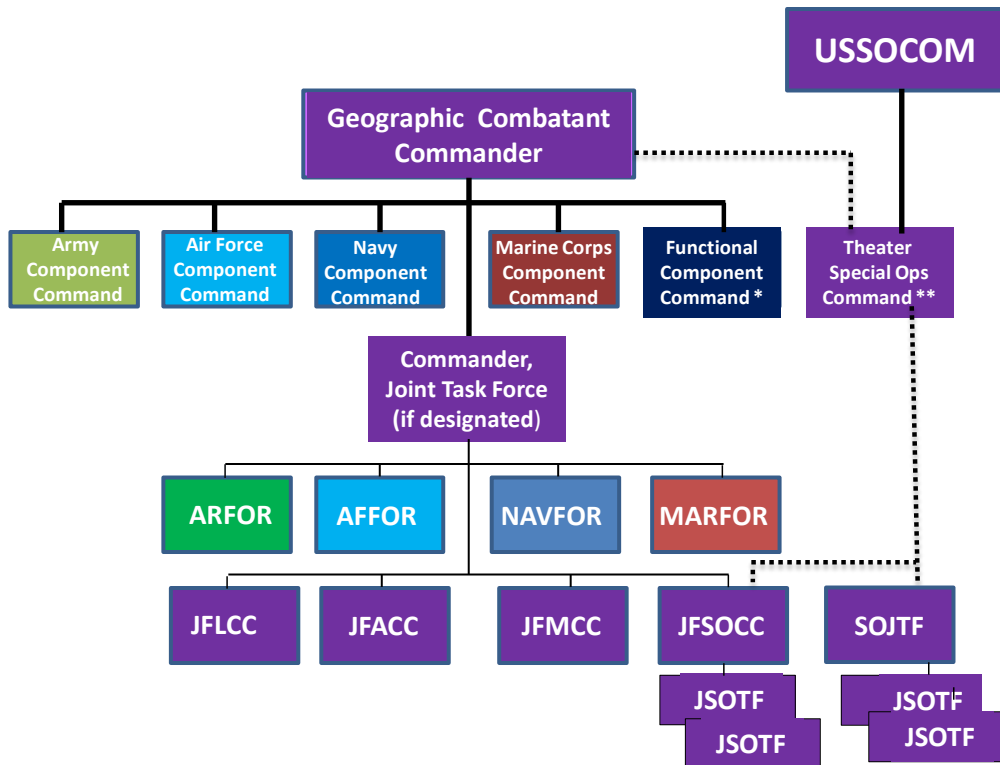 USSOCOM
Geographic Combatant
Commander
Army
Component
Command
Air Force
Component
Command
Navy
Component
Command
Marine Corps
Component
Command
Functional
Component
Command *
Theater
Special Ops
Command **
Commander,
Joint Task Force
(if designated)
ARFOR
AFFOR
NAVFOR
MARFOR
JFLCC
JFACC
JFMCC
JFSOCC
SOJTF
JSOTF
JSOTF
JSOTF
JSOTF